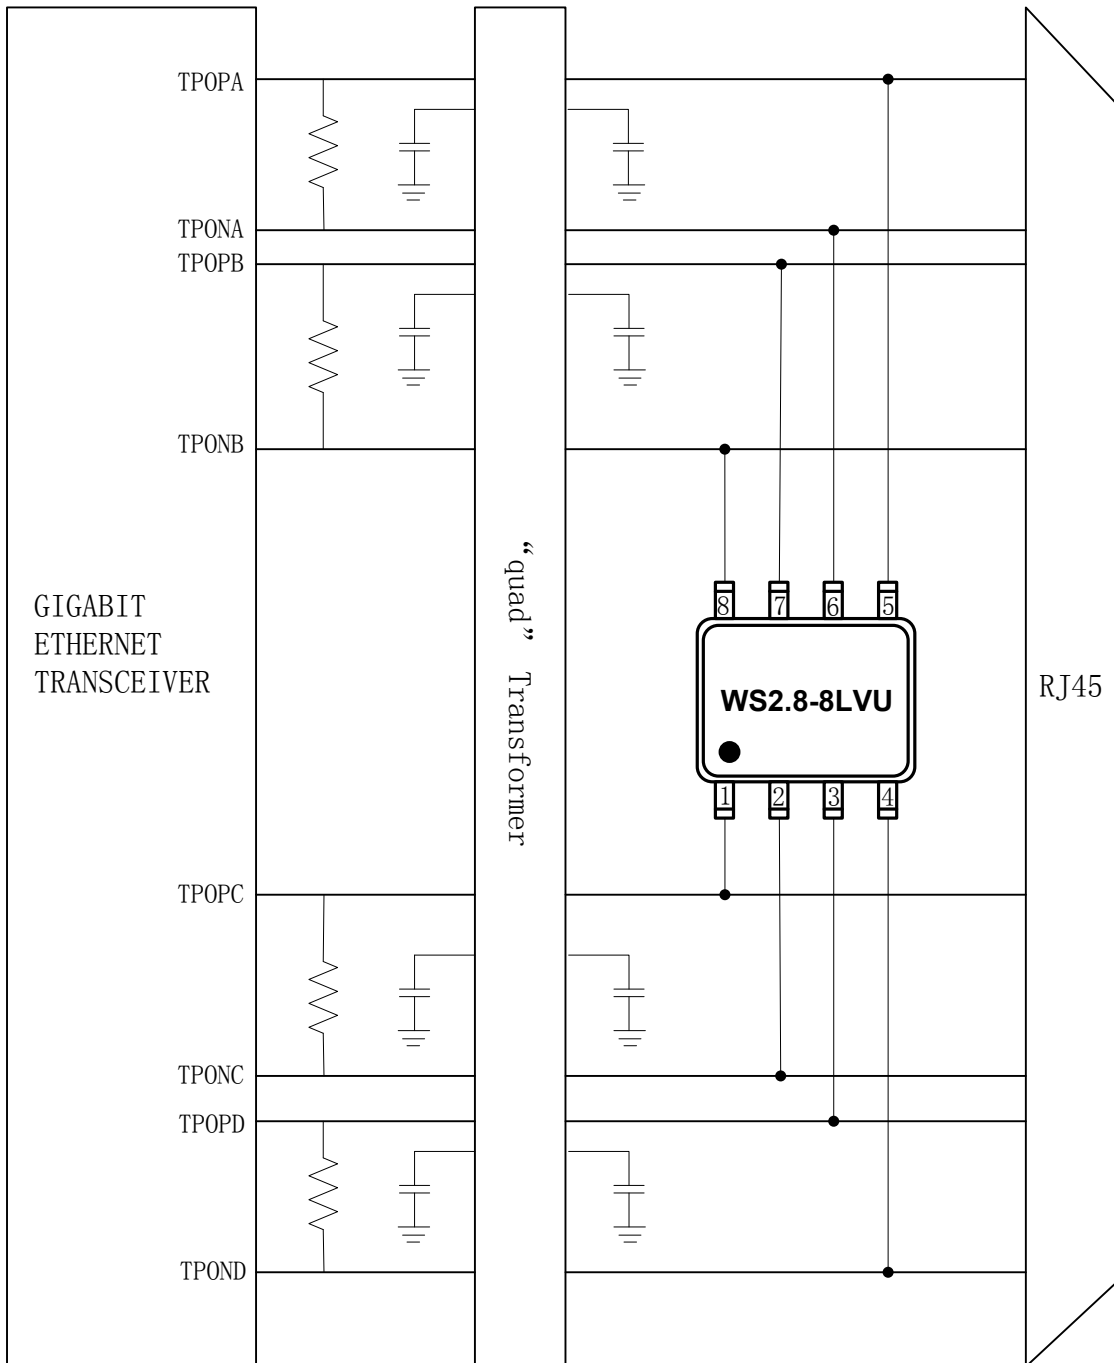 TPOPA
TPONA
TPOPB
TPONB
GIGABIT
ETHERNET
TRANSCEIVER
“quad” Transformer
8 7 6 5
WS2.8-8LVU
1 2 3 4
RJ45
TPOPC
TPONC
TPOPD
TPOND